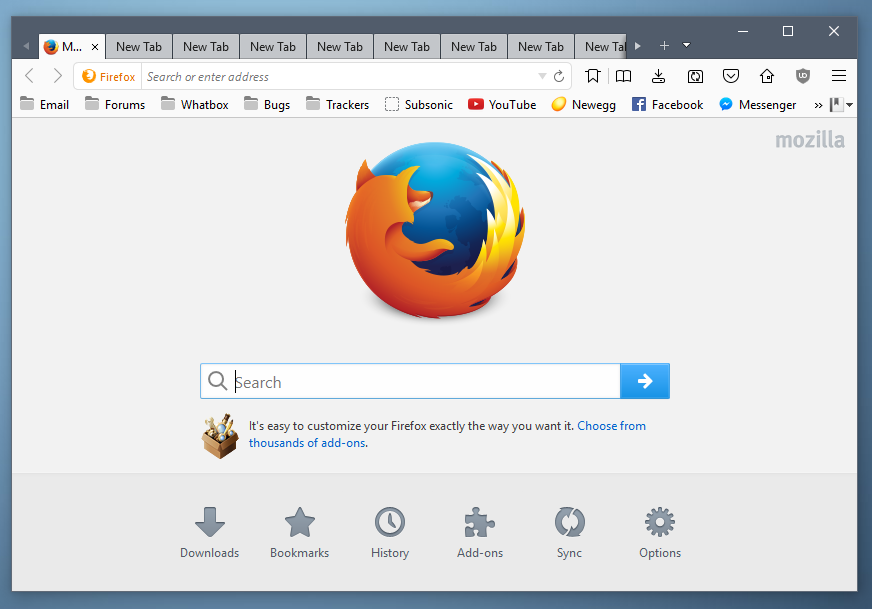 M... × New Tab New Tab New Tab New Tab New Tab New Tab New Tab New Tal
Firefox Search or enter address UD
Email Forums Whatbox Bugs Trackers Subsonic YouTube Newegg Facebook Messenger »
mozilla
Search
It's easy to customize your Firefox exactly the way you want it. Choose from
thousands of add-ons.
Downloads Bookmarks History Add-ons Sync Options